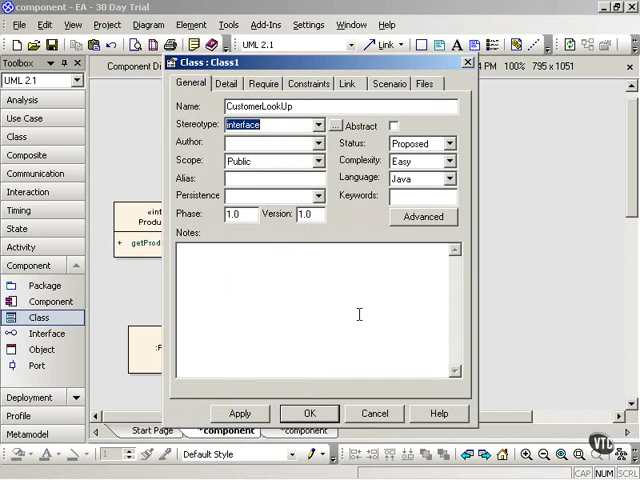 component - EA - 30 Day Trial
File Edit View Project Diagram Element Tools Add-Ins Settings Window Help
UML 2.1 Link
Toolbox
Component Di
PM 100% 795 x 1051
UML 2.1
Analysis
Use Case
Class
Composite
Communication
Interaction
Timing
State
Activity
Component
Package
Component
Class
Interface
Object
Port
Deployment
Profile
Metamodel
«int
Produ
+ getProd
:F
Class : Class1
General Detail Require Constraints Link Scenario Files
Name: CustomerLookUp
Stereotype: interface ... Abstract
Author: Status: Proposed
Scope: Public Complexity: Easy
Alias: Language: Java
Persistence Keywords:
Phase: 1.0 Version: 1.0 Advanced
Notes:
Apply OK Cancel Help
Start Page *component *component
1 Default Style
VTC
CAP NUM SCRL